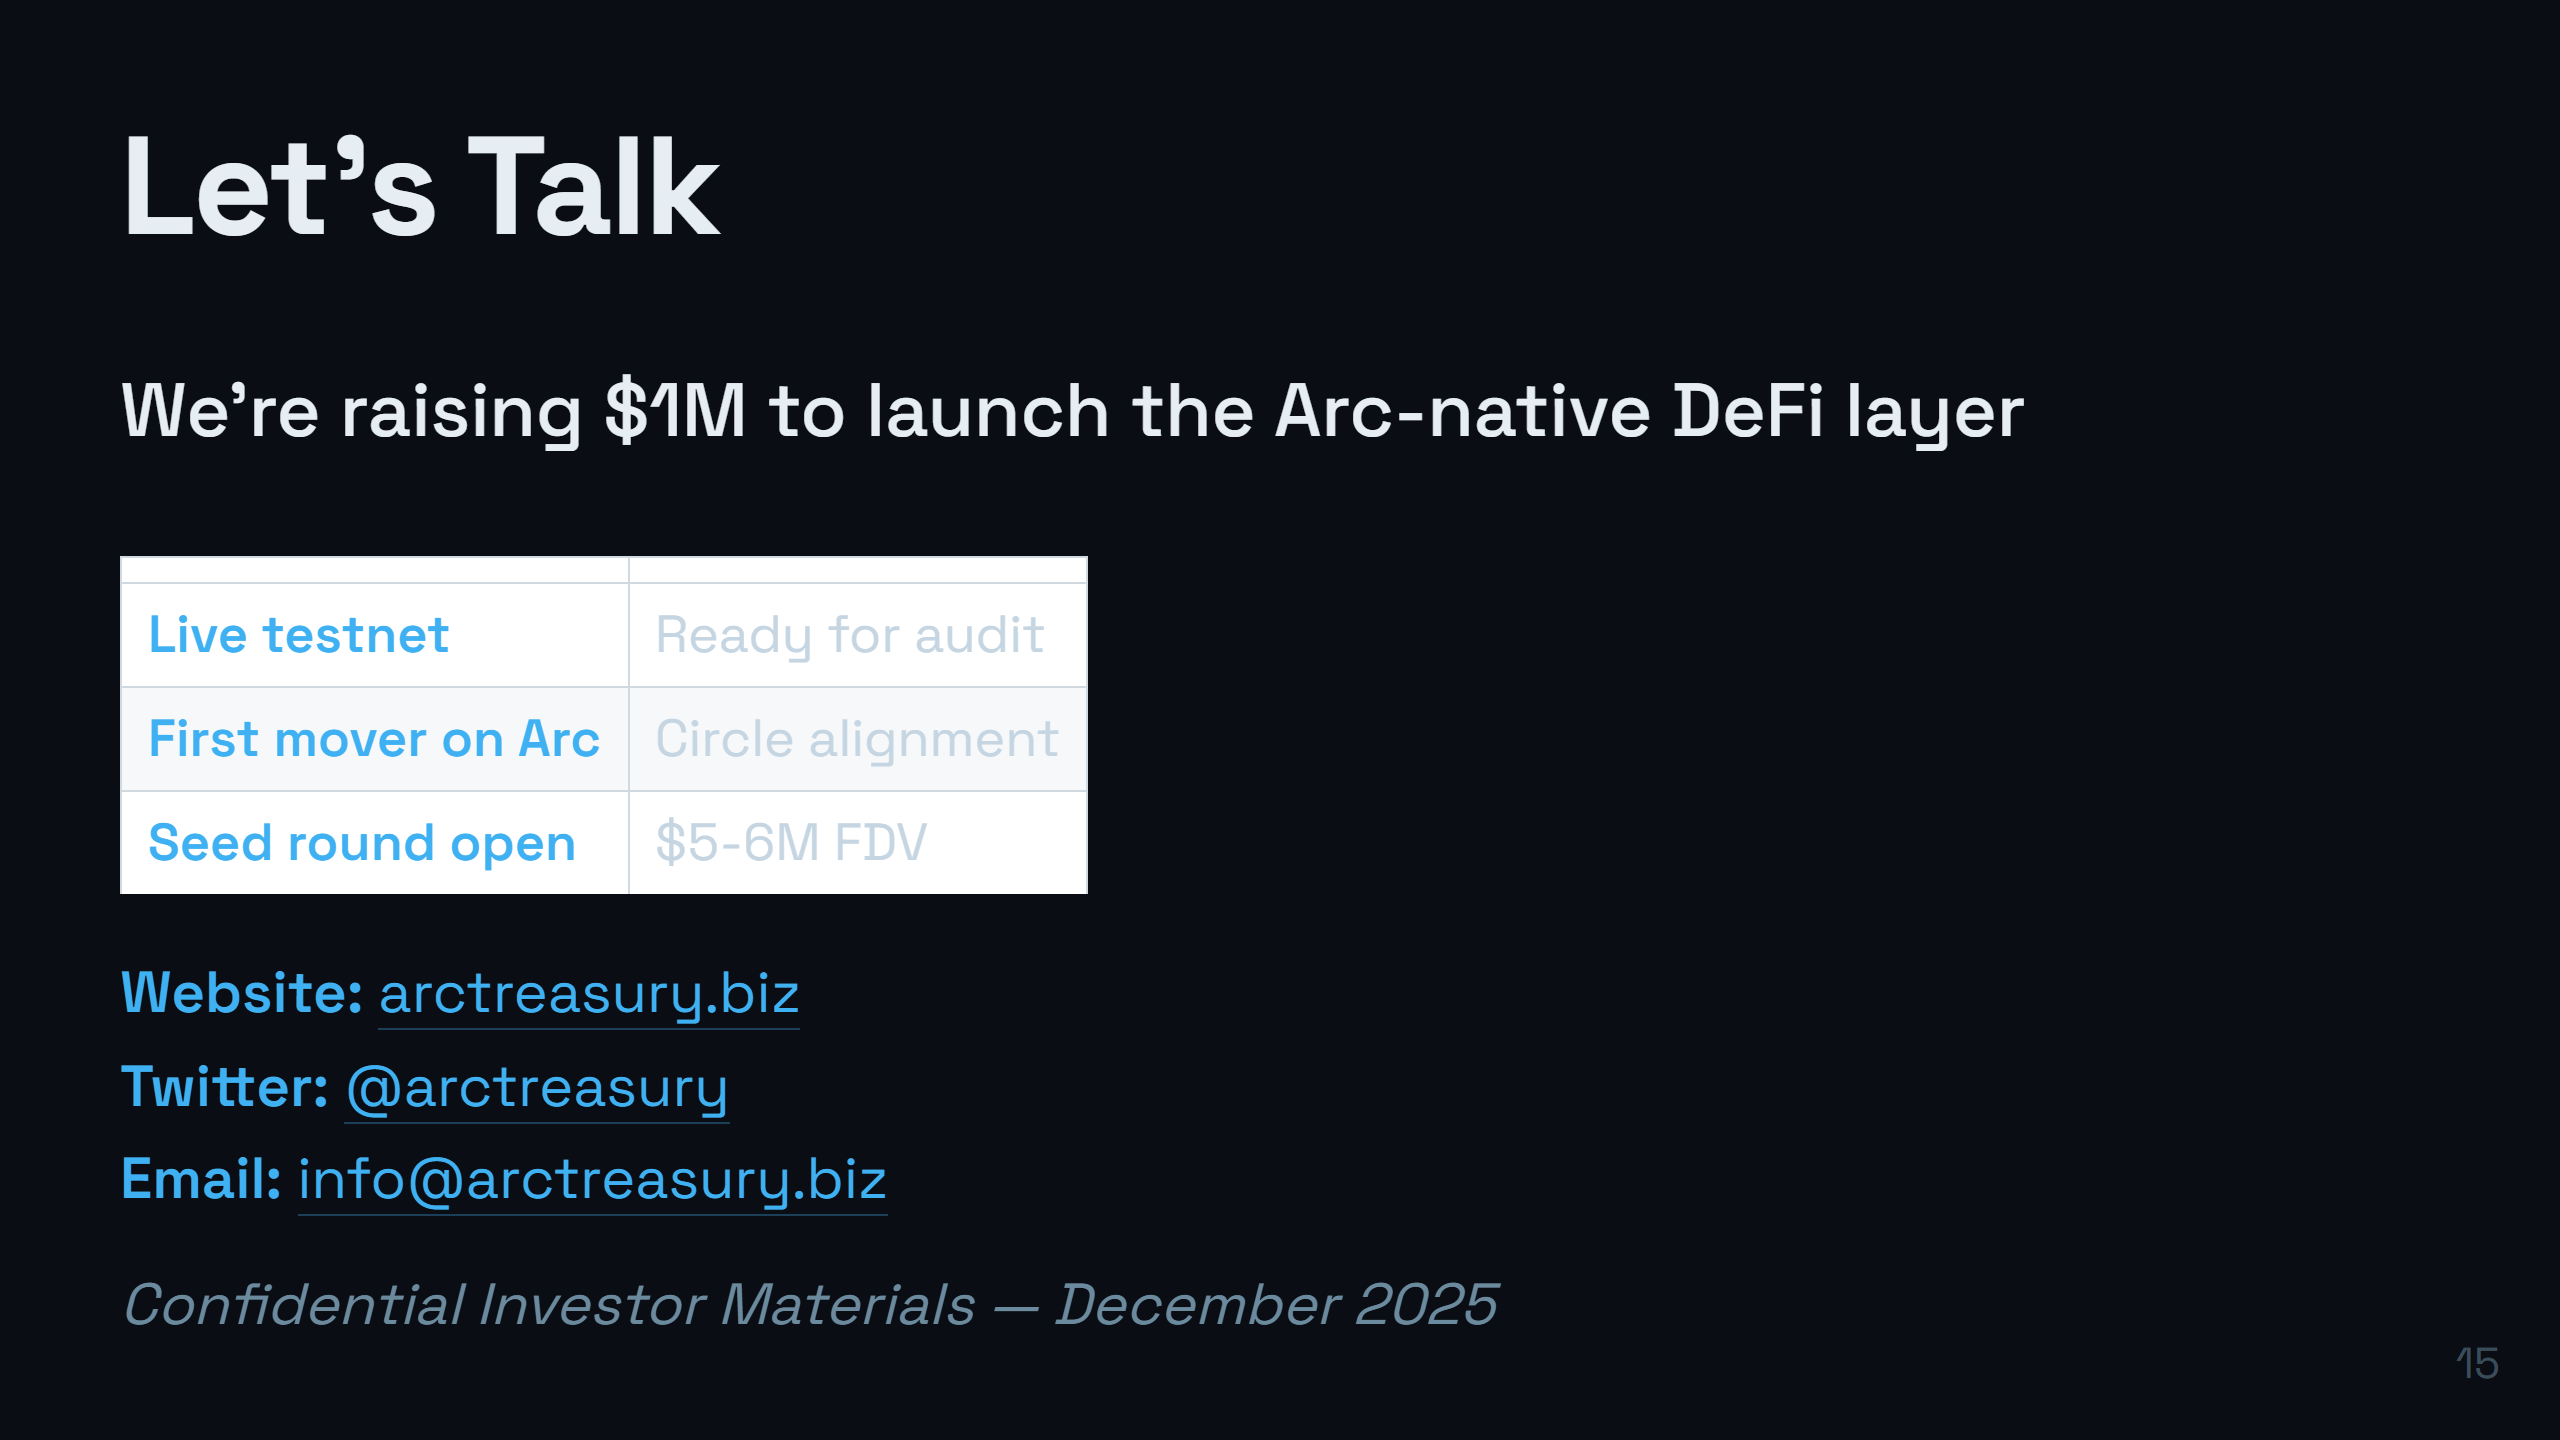 Let’s Talk
We’re raising $1M to launch the Arc-native DeFi layer
Live testnet Ready for audit
First mover on Arc Circle alignment
Seed round open $5-6M FDV
Website: arctreasury.biz
Twitter: @arctreasury
Email: info@arctreasury.biz
Confidential Investor Materials — December 2025
15